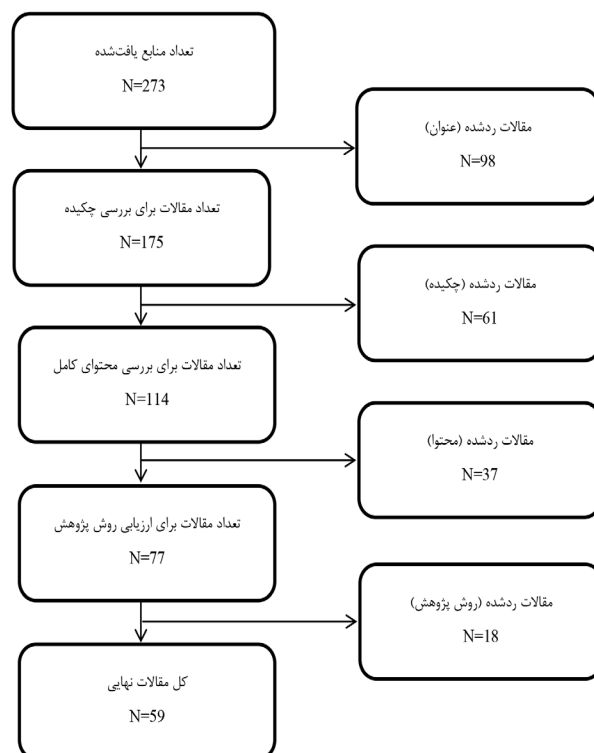 تعداد منابع یافت‌شده
N=273
مقالات ردشده (عنوان)
N=98
تعداد مقالات برای بررسی چکیده
N=175
مقالات ردشده (چکیده)
N=61
تعداد مقالات برای بررسی محتوای کامل
N=114
مقالات ردشده (محتوا)
N=37
تعداد مقالات برای ارزیابی روش پژوهش
N=77
مقالات ردشده (روش پژوهش)
N=18
کل مقالات نهایی
N=59